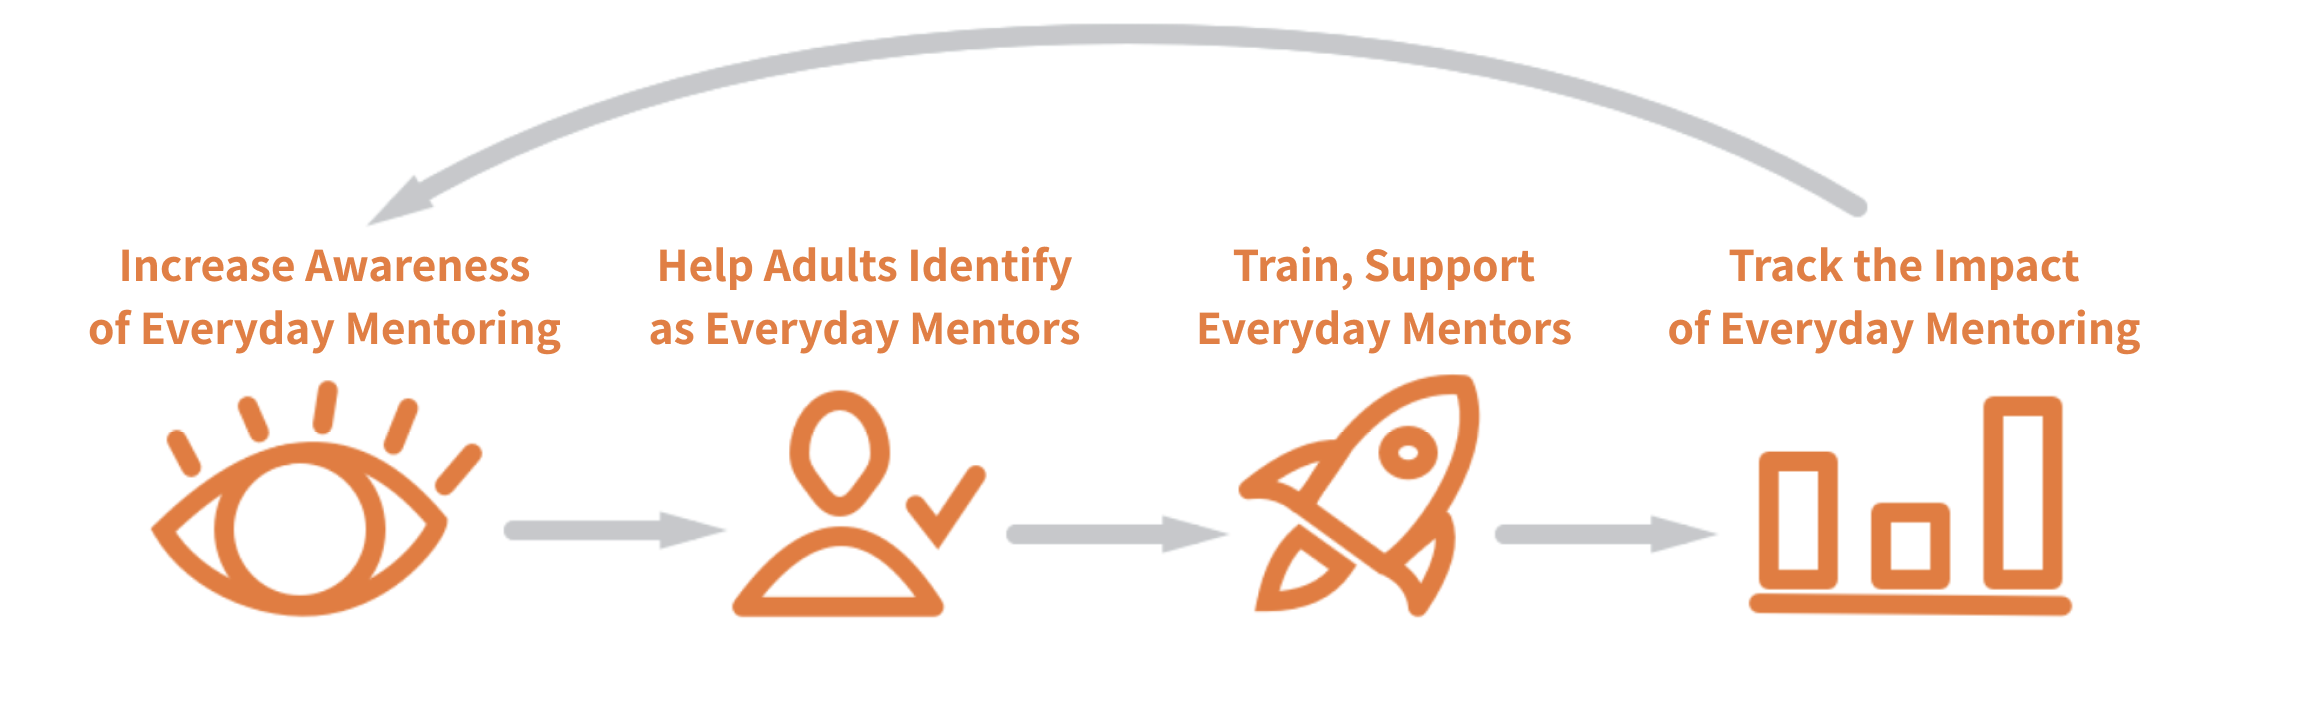 Increase Awareness
of Everyday Mentoring
Help Adults Identify
as Everyday Mentors
Train, Support
Everyday Mentors
Track the Impact
of Everyday Mentoring